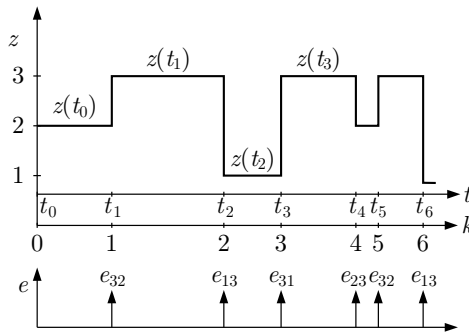 z
3 z(t₁) z(t₃)
2 z(t₀)
1 z(t₂)
t₀ t₁ t₂ t₃ t₄ t₅ t₆ t
k
0 1 2 3 4 5 6
e e₃₂ e₁₃ e₃₁ e₂₃ e₃₂ e₁₃